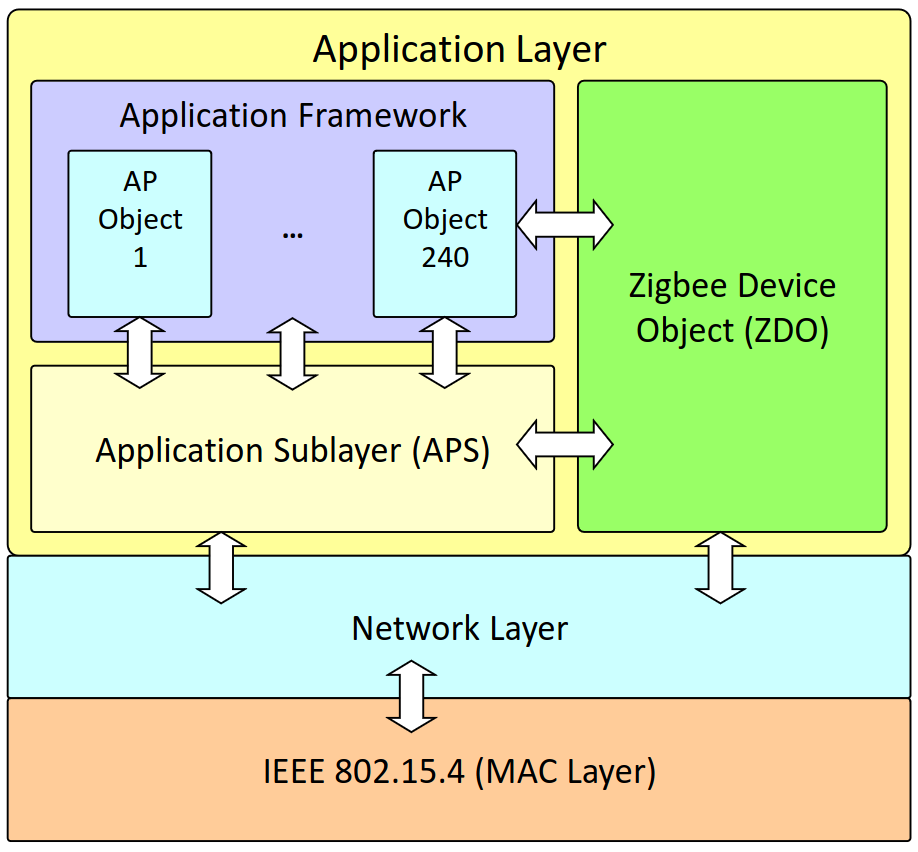 Application Layer
Application Framework
AP
Object
1
...
AP
Object
240
Zigbee Device
Object (ZDO)
Application Sublayer (APS)
Network Layer
IEEE 802.15.4 (MAC Layer)